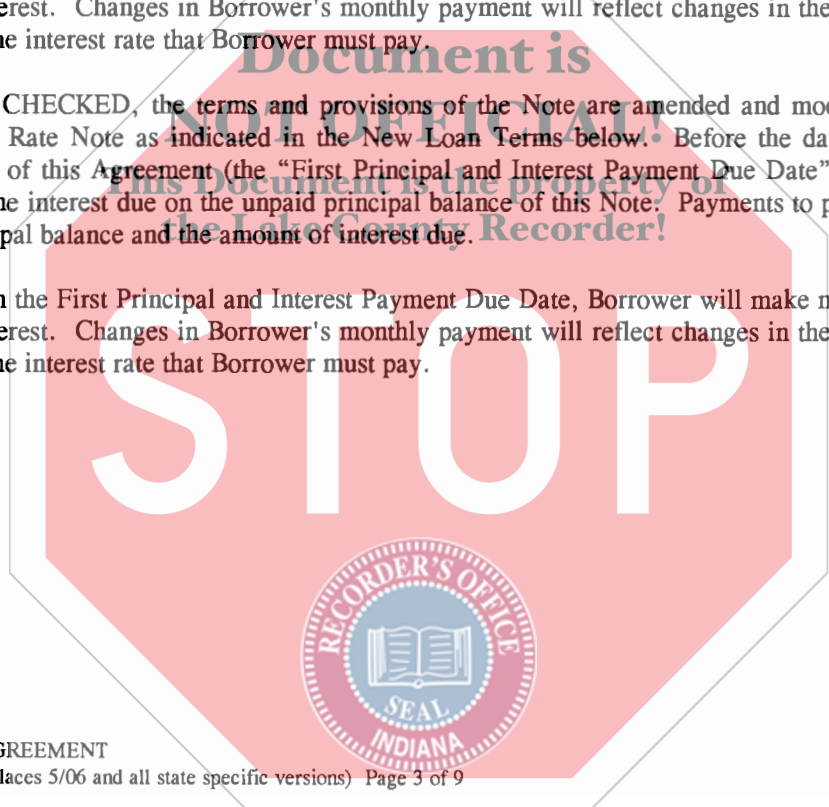 erest. Changes in Borrower's monthly payment will reflect changes in the
ne interest rate that Borrower must pay.
Document is
CHECKED, the terms and provisions of the Note are amended and mod
NOT OFFICIAL!
Rate Note as indicated in the New Loan Terms below. Before the da
of this Agreement (the “First Principal and Interest Payment Due Date”
This Document is the property of
ne interest due on the unpaid principal balance of this Note. Payments to p
the Lake County Recorder!
pal balance and the amount of interest due.
n the First Principal and Interest Payment Due Date, Borrower will make m
erest. Changes in Borrower's monthly payment will reflect changes in the
ne interest rate that Borrower must pay.
STOP
RECORDER'S OFFICE
SEAL
INDIANA
GREEMENT
laces 5/06 and all state specific versions) Page 3 of 9